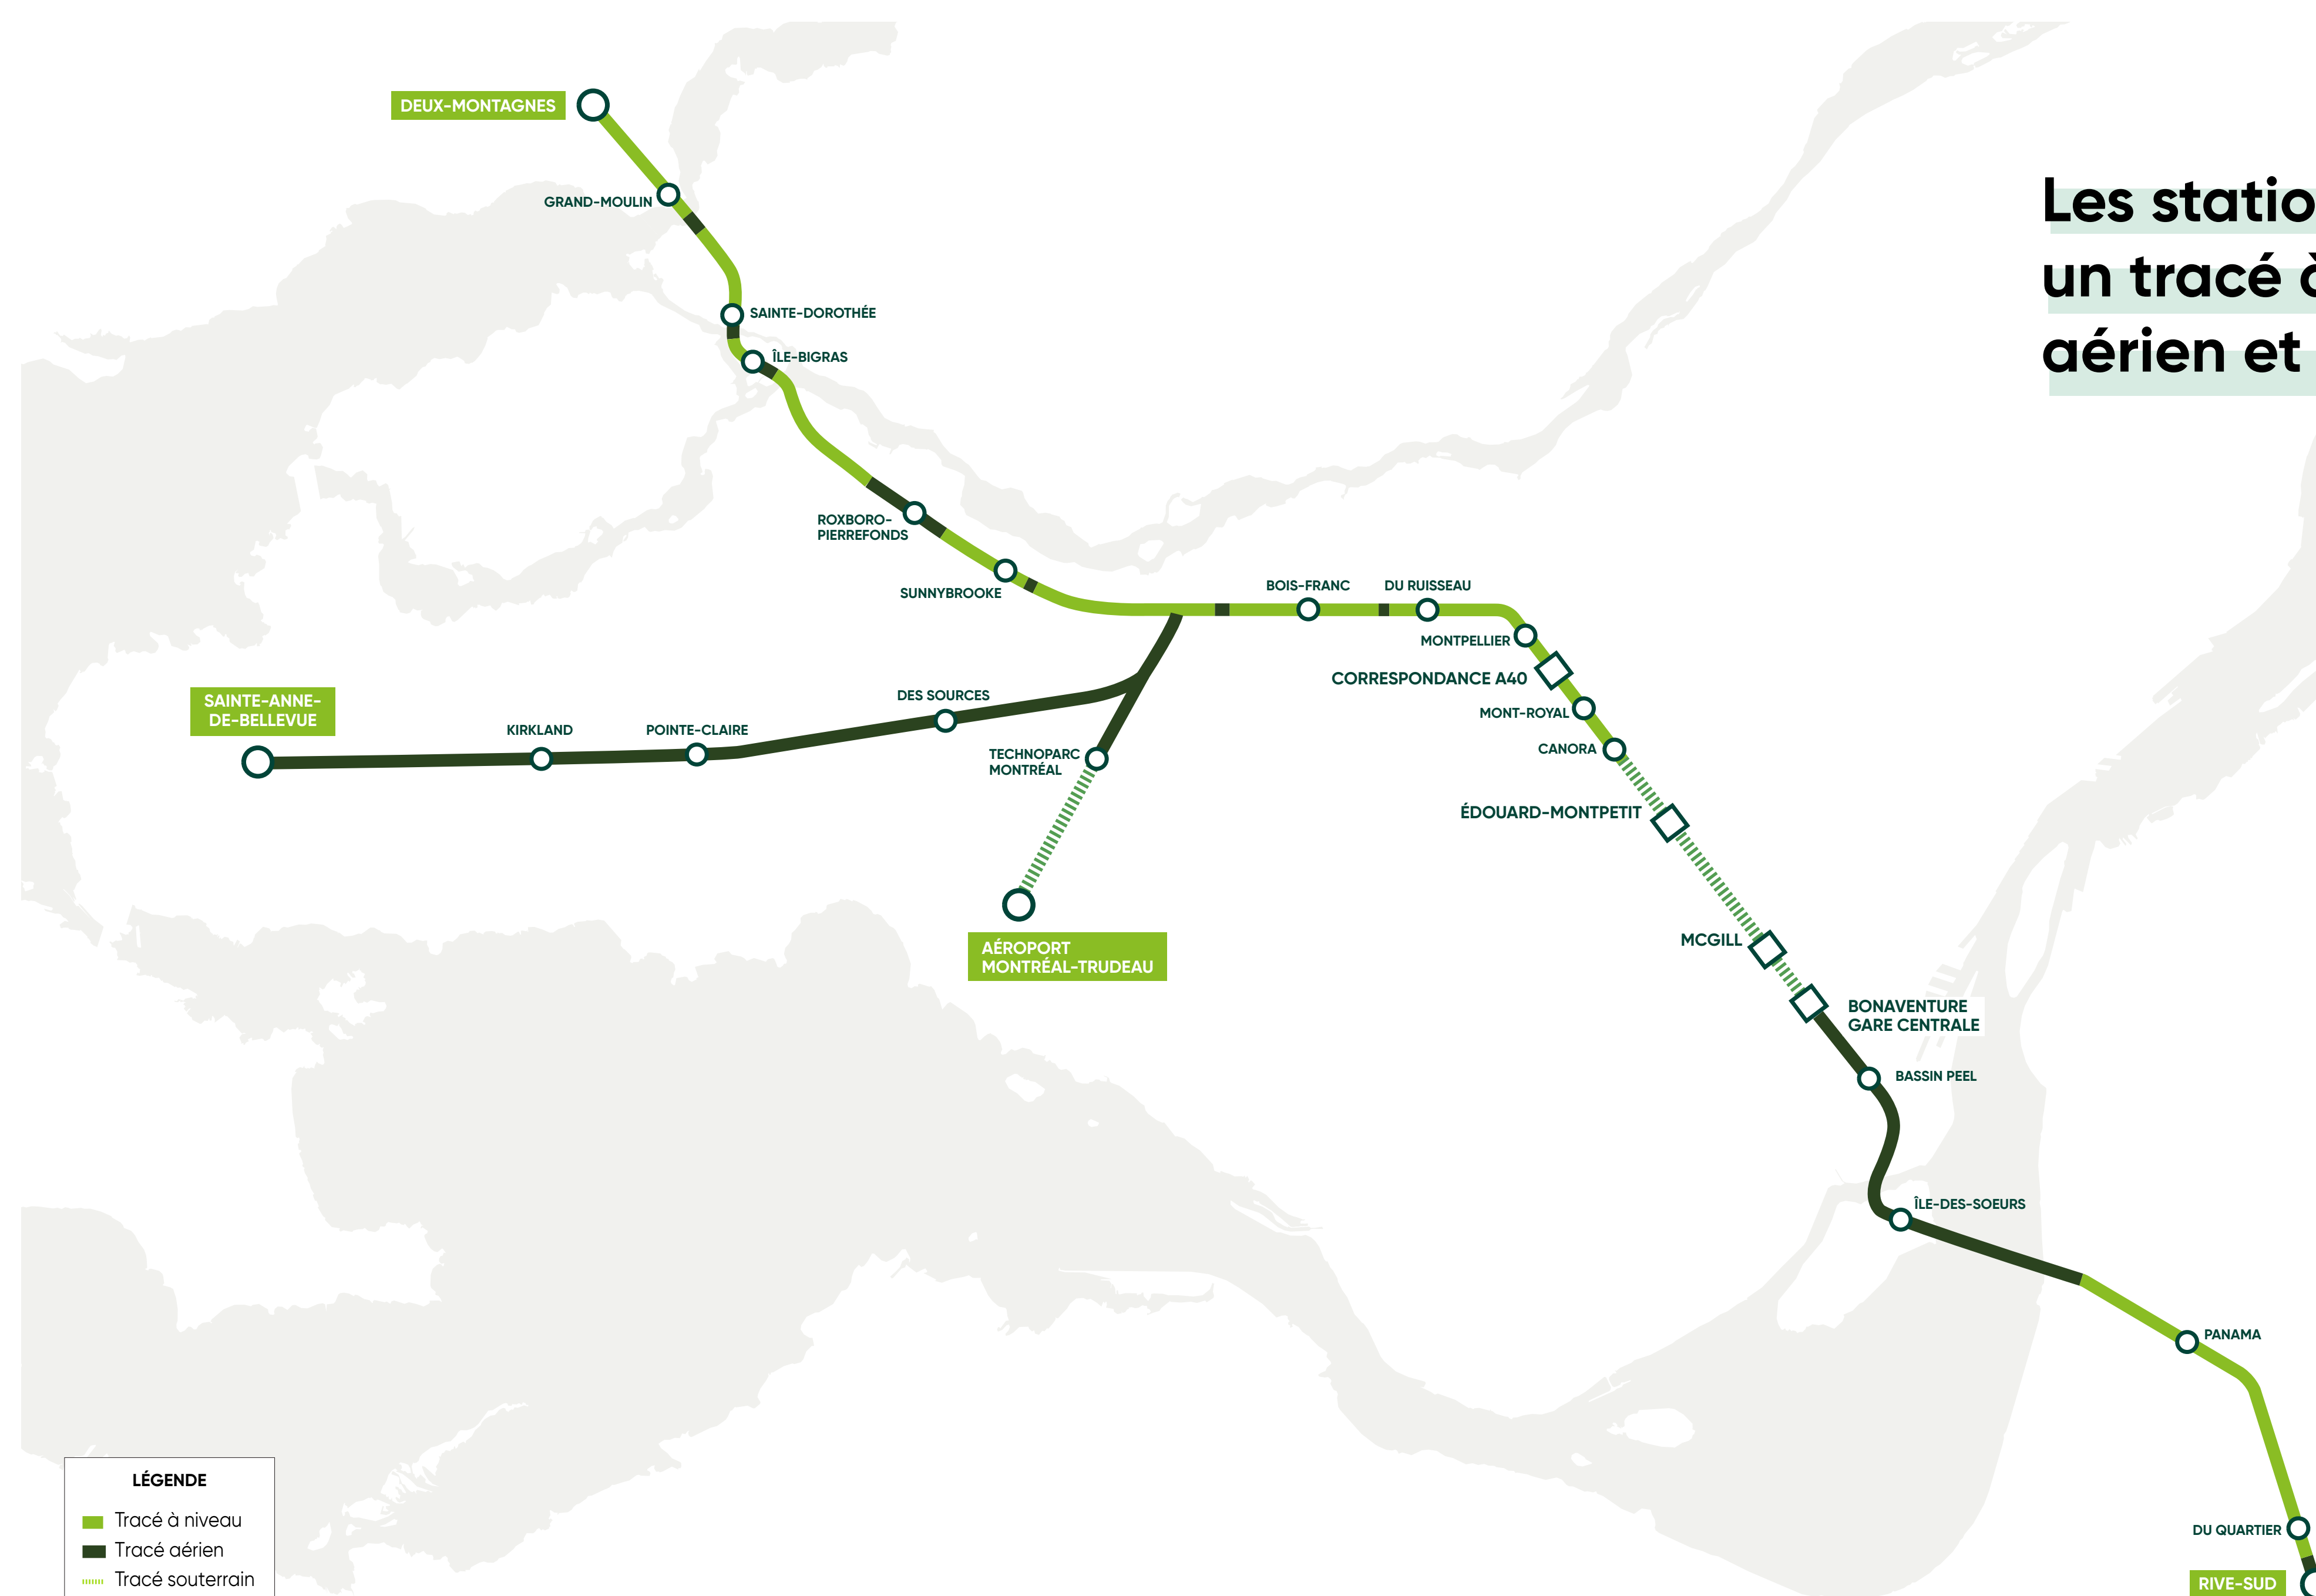 DEUX-MONTAGNES
GRAND-MOULIN
Les statio
un tracé à
aérien et
SAINTE-DOROTHÉE
ÎLE-BIGRAS
ROXBORO-
PIERREFONDS
SUNNYBROOKE
BOIS-FRANC
DU RUISSEAU
MONTPELLIER
CORRESPONDANCE A40
MONT-ROYAL
CANORA
SAINTE-ANNE-
DE-BELLEVUE
KIRKLAND
POINTE-CLAIRE
DES SOURCES
TECHNOPARC
MONTRÉAL
ÉDOUARD-MONTPETIT
AÉROPORT
MONTRÉAL-TRUDEAU
MCGILL
BONAVENTURE
GARE CENTRALE
BASSIN PEEL
ÎLE-DES-SOEURS
PANAMA
DU QUARTIER
RIVE-SUD
LÉGENDE
Tracé à niveau
Tracé aérien
Tracé souterrain